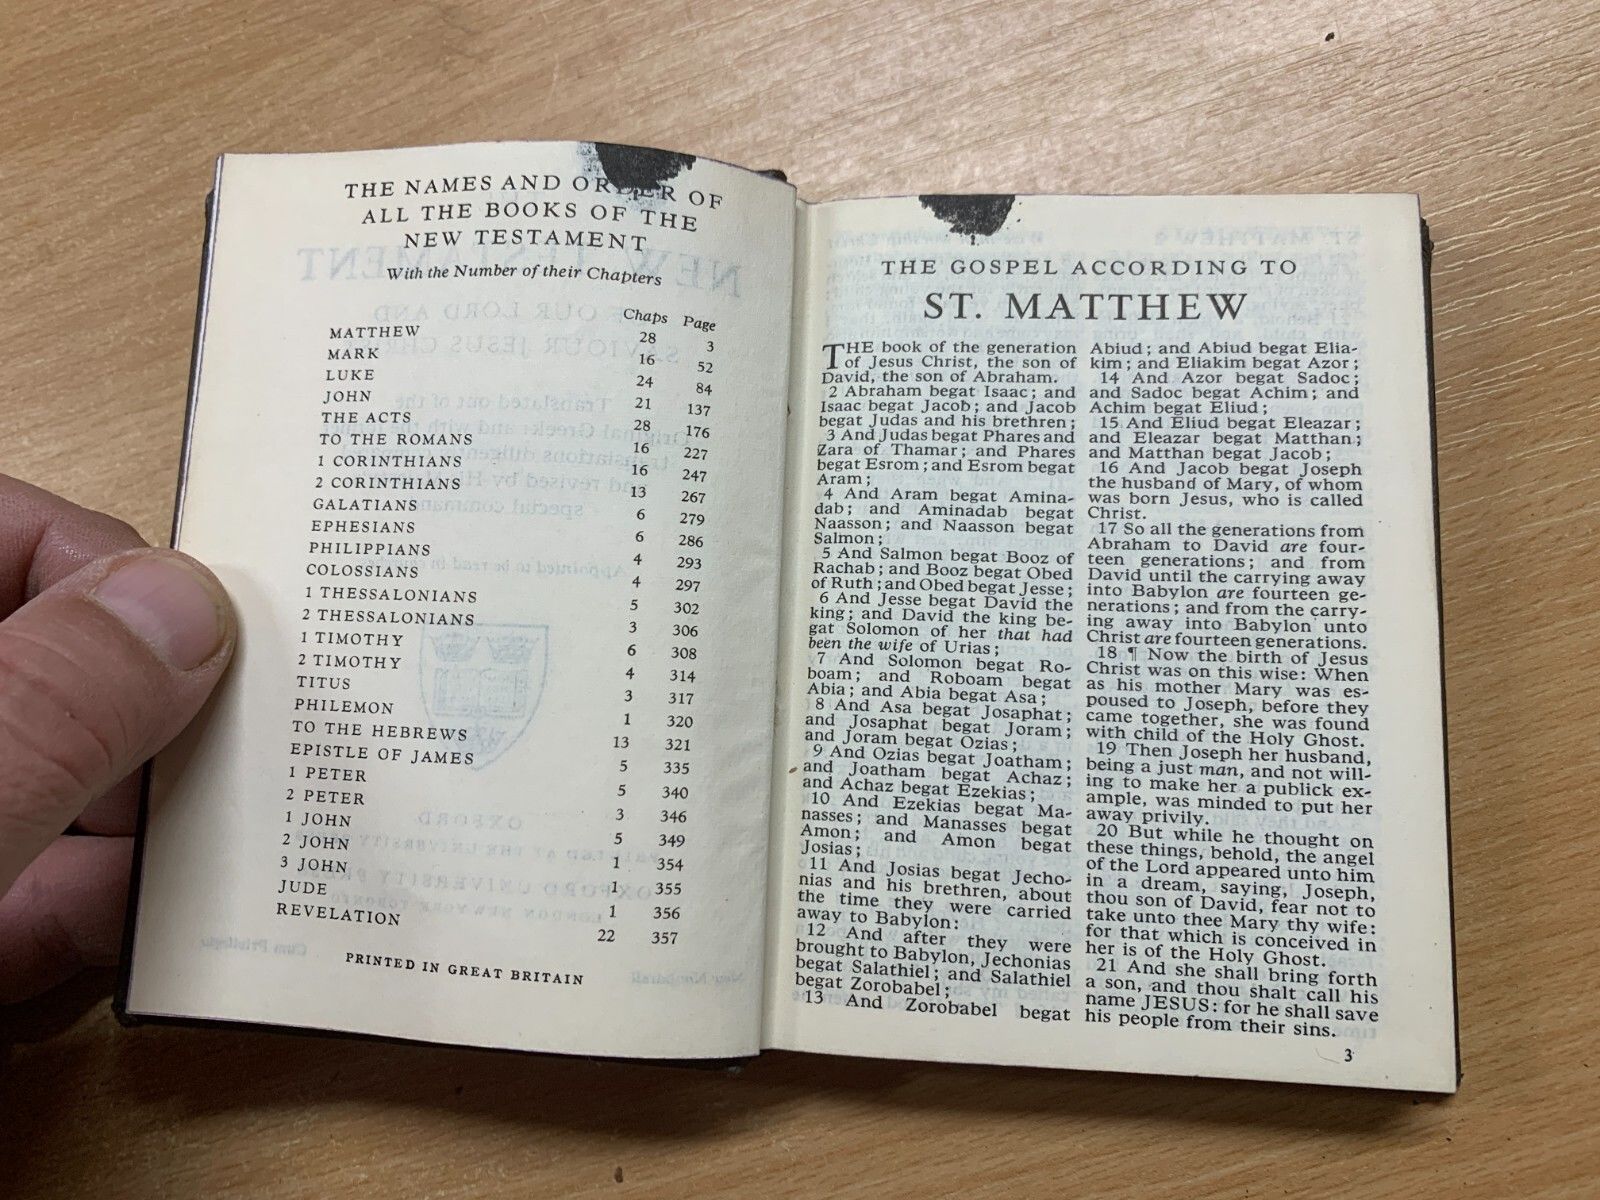 THE NAMES AND ORDER OF
ALL THE BOOKS OF THE
NEW TESTAMENT
With the Number of their Chapters
Chaps Page
MATTHEW 28 3
MARK 16 52
LUKE 24 84
JOHN 21 137
THE ACTS 28 176
TO THE ROMANS 16 227
1 CORINTHIANS 16 247
2 CORINTHIANS 13 267
GALATIANS 6 279
EPHESIANS 6 286
PHILIPPIANS 4 293
COLOSSIANS 4 297
1 THESSALONIANS 5 302
2 THESSALONIANS 3 306
1 TIMOTHY 6 308
2 TIMOTHY 4 314
TITUS 3 317
PHILEMON 1 320
TO THE HEBREWS 13 321
EPISTLE OF JAMES 5 335
1 PETER 5 340
2 PETER 3 346
1 JOHN 5 349
2 JOHN 1 354
3 JOHN 1 355
JUDE 1 356
REVELATION 22 357
PRINTED IN GREAT BRITAIN
THE GOSPEL ACCORDING TO
ST. MATTHEW
THE book of the generation
of Jesus Christ, the son of
David, the son of Abraham.
2 Abraham begat Isaac; and
Isaac begat Jacob; and Jacob
begat Judas and his brethren;
3 And Judas begat Phares and
Zara of Thamar; and Phares
begat Esrom; and Esrom begat
Aram;
4 And Aram begat Amina-
dab; and Aminadab begat
Naasson; and Naasson begat
Salmon;
5 And Salmon begat Booz of
Rachab; and Booz begat Obed
of Ruth; and Obed begat Jesse;
6 And Jesse begat David the
king; and David the king be-
gat Solomon of her that had
been the wife of Urias;
7 And Solomon begat Ro-
boam; and Roboam begat
Abia; and Abia begat Asa;
8 And Asa begat Josaphat;
and Josaphat begat Joram;
and Joram begat Ozias;
9 And Ozias begat Joatham;
and Joatham begat Achaz;
and Achaz begat Ezekias;
10 And Ezekias begat Ma-
nasses; and Manasses begat
Amon; and Amon begat
Josias;
11 And Josias begat Jecho-
nias and his brethren, about
the time they were carried
away to Babylon:
12 And after they were
brought to Babylon, Jechonias
begat Salathiel; and Salathiel
begat Zorobabel;
13 And Zorobabel begat
Abiud; and Abiud begat Elia-
kim; and Eliakim begat Azor;
14 And Azor begat Sadoc;
and Sadoc begat Achim; and
Achim begat Eliud;
15 And Eliud begat Eleazar;
and Eleazar begat Matthan;
and Matthan begat Jacob;
16 And Jacob begat Joseph
the husband of Mary, of whom
was born Jesus, who is called
Christ.
17 So all the generations from
Abraham to David are four-
teen generations; and from
David until the carrying away
into Babylon are fourteen ge-
nerations; and from the carry-
ing away into Babylon unto
Christ are fourteen generations.
18 ¶ Now the birth of Jesus
Christ was on this wise: When
as his mother Mary was es-
poused to Joseph, before they
came together, she was found
with child of the Holy Ghost.
19 Then Joseph her husband,
being a just man, and not will-
ing to make her a publick ex-
ample, was minded to put her
away privily.
20 But while he thought on
these things, behold, the angel
of the Lord appeared unto him
in a dream, saying, Joseph,
thou son of David, fear not to
take unto thee Mary thy wife:
for that which is conceived in
her is of the Holy Ghost.
21 And she shall bring forth
a son, and thou shalt call his
name JESUS: for he shall save
his people from their sins.
3